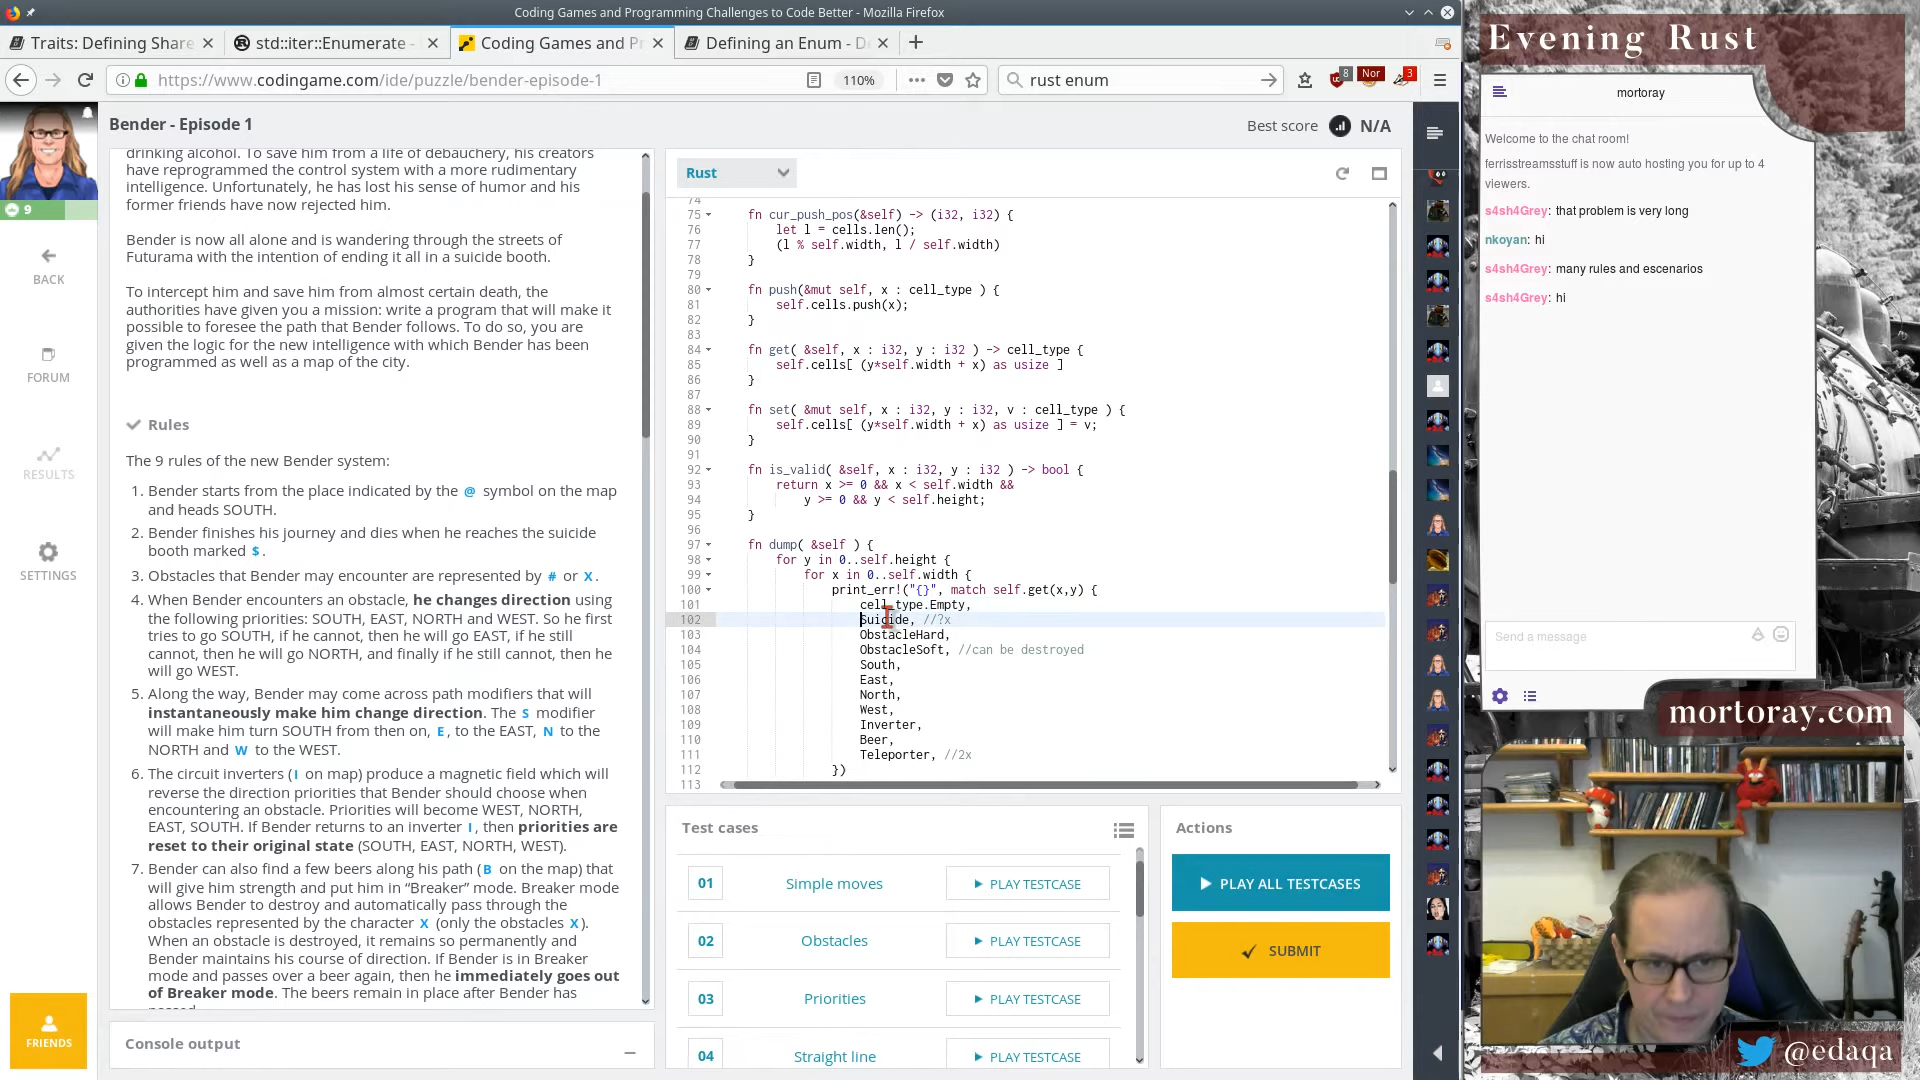 Coding Games and Programming Challenges to Code Better - Mozilla Firefox
Traits: Defining Share
std::iter::Enumerate -
Coding Games and Pr
Defining an Enum - D
https://www.codingame.com/ide/puzzle/bender-episode-1
110%
rust enum
8
Nor
3
Bender - Episode 1
Best score
N/A
9
BACK
FORUM
RESULTS
SETTINGS
FRIENDS
drinking alcohol. To save him from a life of debauchery, his creators
have reprogrammed the control system with a more rudimentary
intelligence. Unfortunately, he has lost his sense of humor and his
former friends have now rejected him.
Bender is now all alone and is wandering through the streets of
Futurama with the intention of ending it all in a suicide booth.
To intercept him and save him from almost certain death, the
authorities have given you a mission: write a program that will make it
possible to foresee the path that Bender follows. To do so, you are
given the logic for the new intelligence with which Bender has been
programmed as well as a map of the city.
Rules
The 9 rules of the new Bender system:
1. Bender starts from the place indicated by the @ symbol on the map
and heads SOUTH.
2. Bender finishes his journey and dies when he reaches the suicide
booth marked $.
3. Obstacles that Bender may encounter are represented by # or X.
4. When Bender encounters an obstacle, he changes direction using
the following priorities: SOUTH, EAST, NORTH and WEST. So he first
tries to go SOUTH, if he cannot, then he will go EAST, if he still
cannot, then he will go NORTH, and finally if he still cannot, then he
will go WEST.
5. Along the way, Bender may come across path modifiers that will
instantaneously make him change direction. The S modifier
will make him turn SOUTH from then on, E, to the EAST, N to the
NORTH and W to the WEST.
6. The circuit inverters (I on map) produce a magnetic field which will
reverse the direction priorities that Bender should choose when
encountering an obstacle. Priorities will become WEST, NORTH,
EAST, SOUTH. If Bender returns to an inverter I, then priorities are
reset to their original state (SOUTH, EAST, NORTH, WEST).
7. Bender can also find a few beers along his path (B on the map) that
will give him strength and put him in “Breaker” mode. Breaker mode
allows Bender to destroy and automatically pass through the
obstacles represented by the character X (only the obstacles X).
When an obstacle is destroyed, it remains so permanently and
Bender maintains his course of direction. If Bender is in Breaker
mode and passes over a beer again, then he immediately goes out
of Breaker mode. The beers remain in place after Bender has
Console output
Rust
74
75 fn cur_push_pos(&self) -> (i32, i32) {
76 let l = cells.len();
77 (l % self.width, l / self.width)
78 }
79
80 fn push(&mut self, x : cell_type ) {
81 self.cells.push(x);
82 }
83
84 fn get( &self, x : i32, y : i32 ) -> cell_type {
85 self.cells[ (y*self.width + x) as usize ]
86 }
87
88 fn set( &mut self, x : i32, y : i32, v : cell_type ) {
89 self.cells[ (y*self.width + x) as usize ] = v;
90 }
91
92 fn is_valid( &self, x : i32, y : i32 ) -> bool {
93 return x >= 0 && x < self.width &&
94 y >= 0 && y < self.height;
95 }
96
97 fn dump( &self ) {
98 for y in 0..self.height {
99 for x in 0..self.width {
100 print_err!("{}", match self.get(x,y) {
101 cell_type.Empty,
102 Suicide, //?x
103 ObstacleHard,
104 ObstacleSoft, //can be destroyed
105 South,
106 East,
107 North,
108 West,
109 Inverter,
110 Beer,
111 Teleporter, //2x
112 })
113
Test cases
01 Simple moves PLAY TESTCASE
02 Obstacles PLAY TESTCASE
03 Priorities PLAY TESTCASE
04 Straight line PLAY TESTCASE
Actions
PLAY ALL TESTCASES
SUBMIT
Evening Rust
mortoray
Welcome to the chat room!
ferrisstreamsstuff is now auto hosting you for up to 4
viewers.
s4sh4Grey: that problem is very long
nkoyan: hi
s4sh4Grey: many rules and escenarios
s4sh4Grey: hi
Send a message
mortoray.com
@edaqa